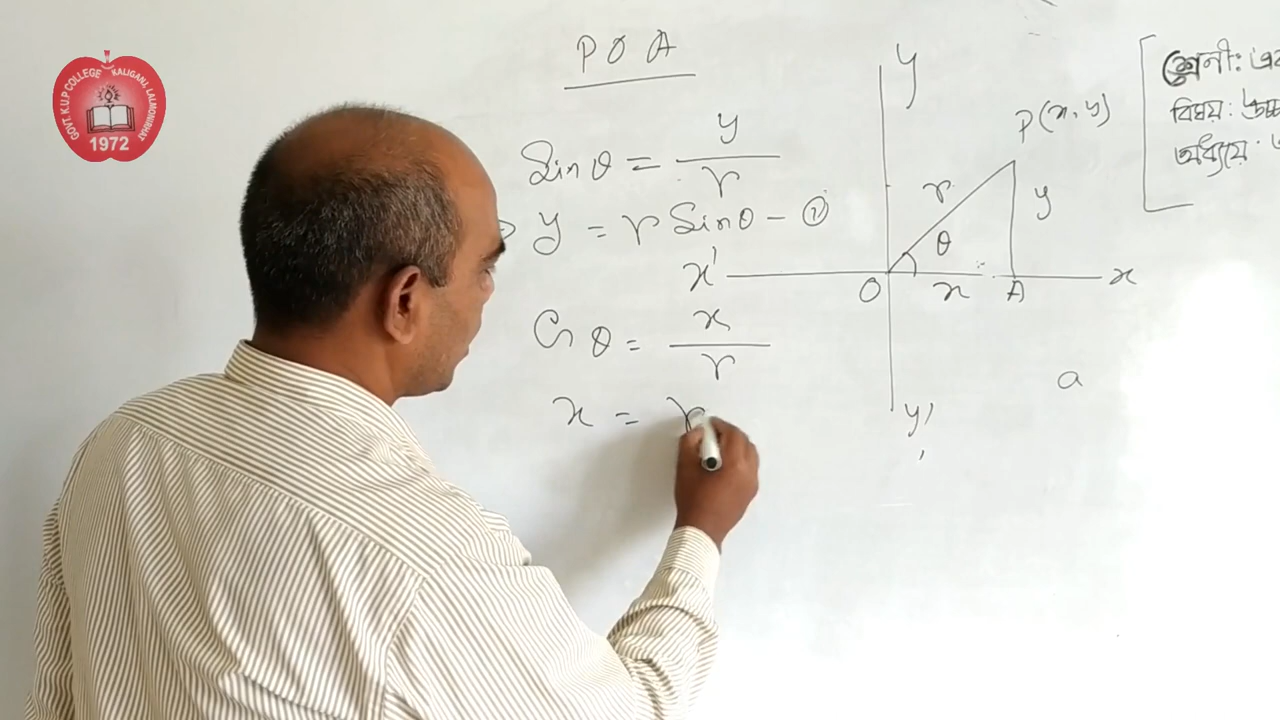 GOVT. K.U.P COLLEGE KALIGANJ, LALMONIRHAT
1972
P O A
Sin θ = y / r
y = r Sin θ - ①
Cos θ = x / r
x = r
y
P(x, y)
r
y
θ
x'
O
x
A
x
a
y'
শ্রেনী:
বিষয়:
অধ্যায়: